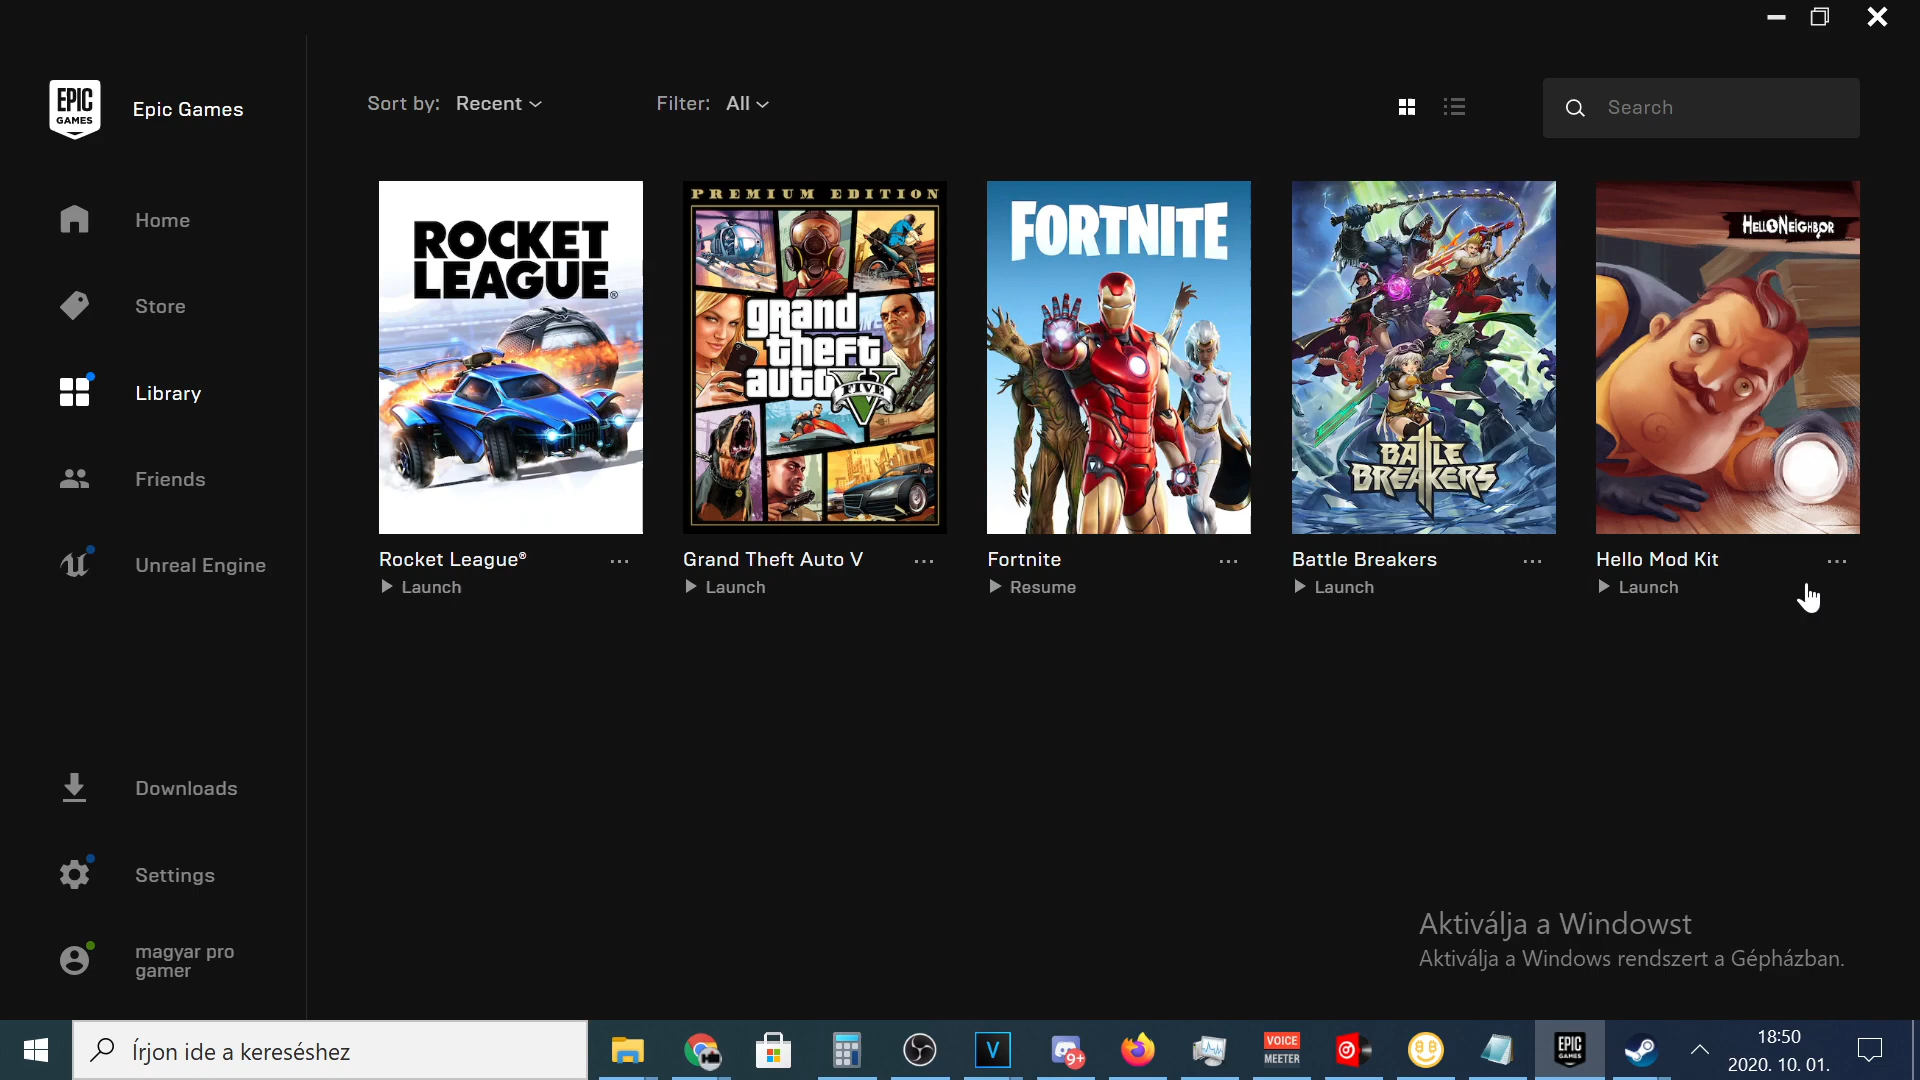 EPIC
GAMES
Epic Games
Sort by: Recent
Filter: All
Search
Home
Store
Library
Friends
Unreal Engine
Downloads
Settings
magyar pro
gamer
ROCKET
LEAGUE®
PREMIUM EDITION
grand
theft
auto
FIVE
V
FORTNITE
BATTLE
BREAKERS
HELLO NEIGHBOR
Rocket League® ...
Launch
Grand Theft Auto V ...
Launch
Fortnite ...
Resume
Battle Breakers ...
Launch
Hello Mod Kit ...
Launch
Aktiválja a Windowst
Aktiválja a Windows rendszert a Gépházban.
Írjon ide a kereséshez
V
9+
VOICE
MEETER
EPIC
GAMES
18:50
2020. 10. 01.